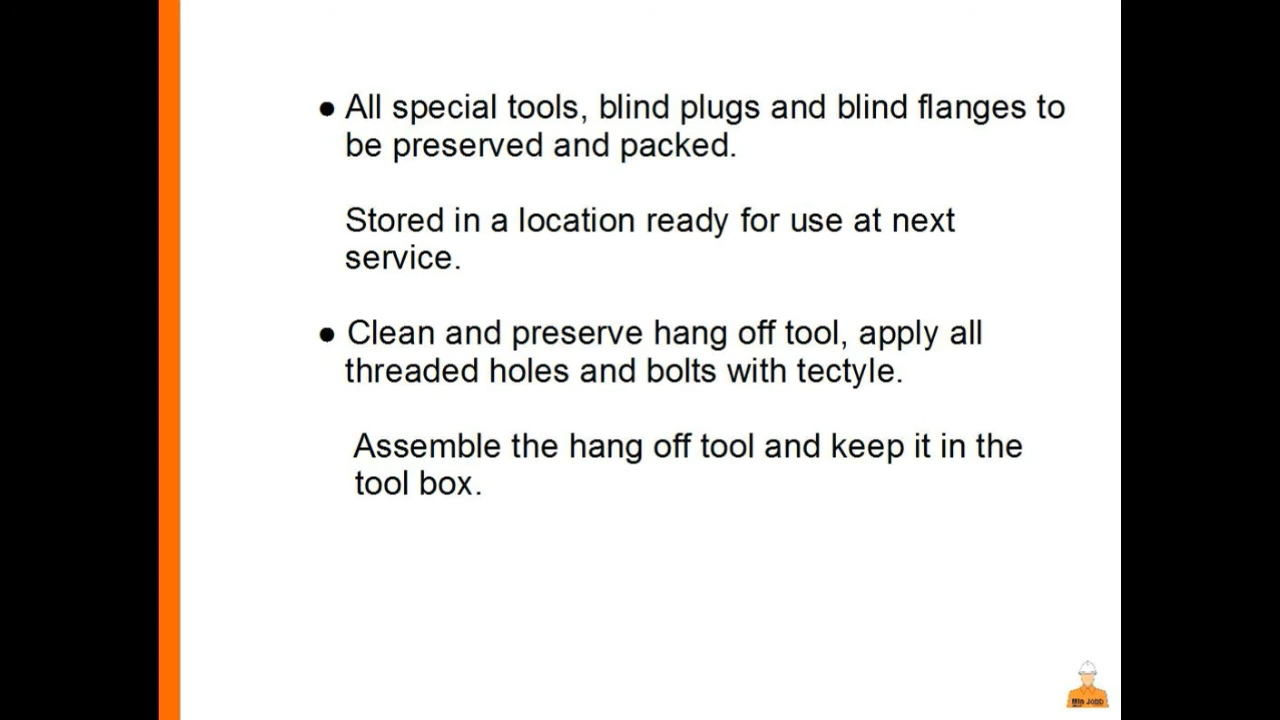 ● All special tools, blind plugs and blind flanges to
be preserved and packed.
Stored in a location ready for use at next
service.
● Clean and preserve hang off tool, apply all
threaded holes and bolts with tectyle.
Assemble the hang off tool and keep it in the
tool box.
Min Jobb